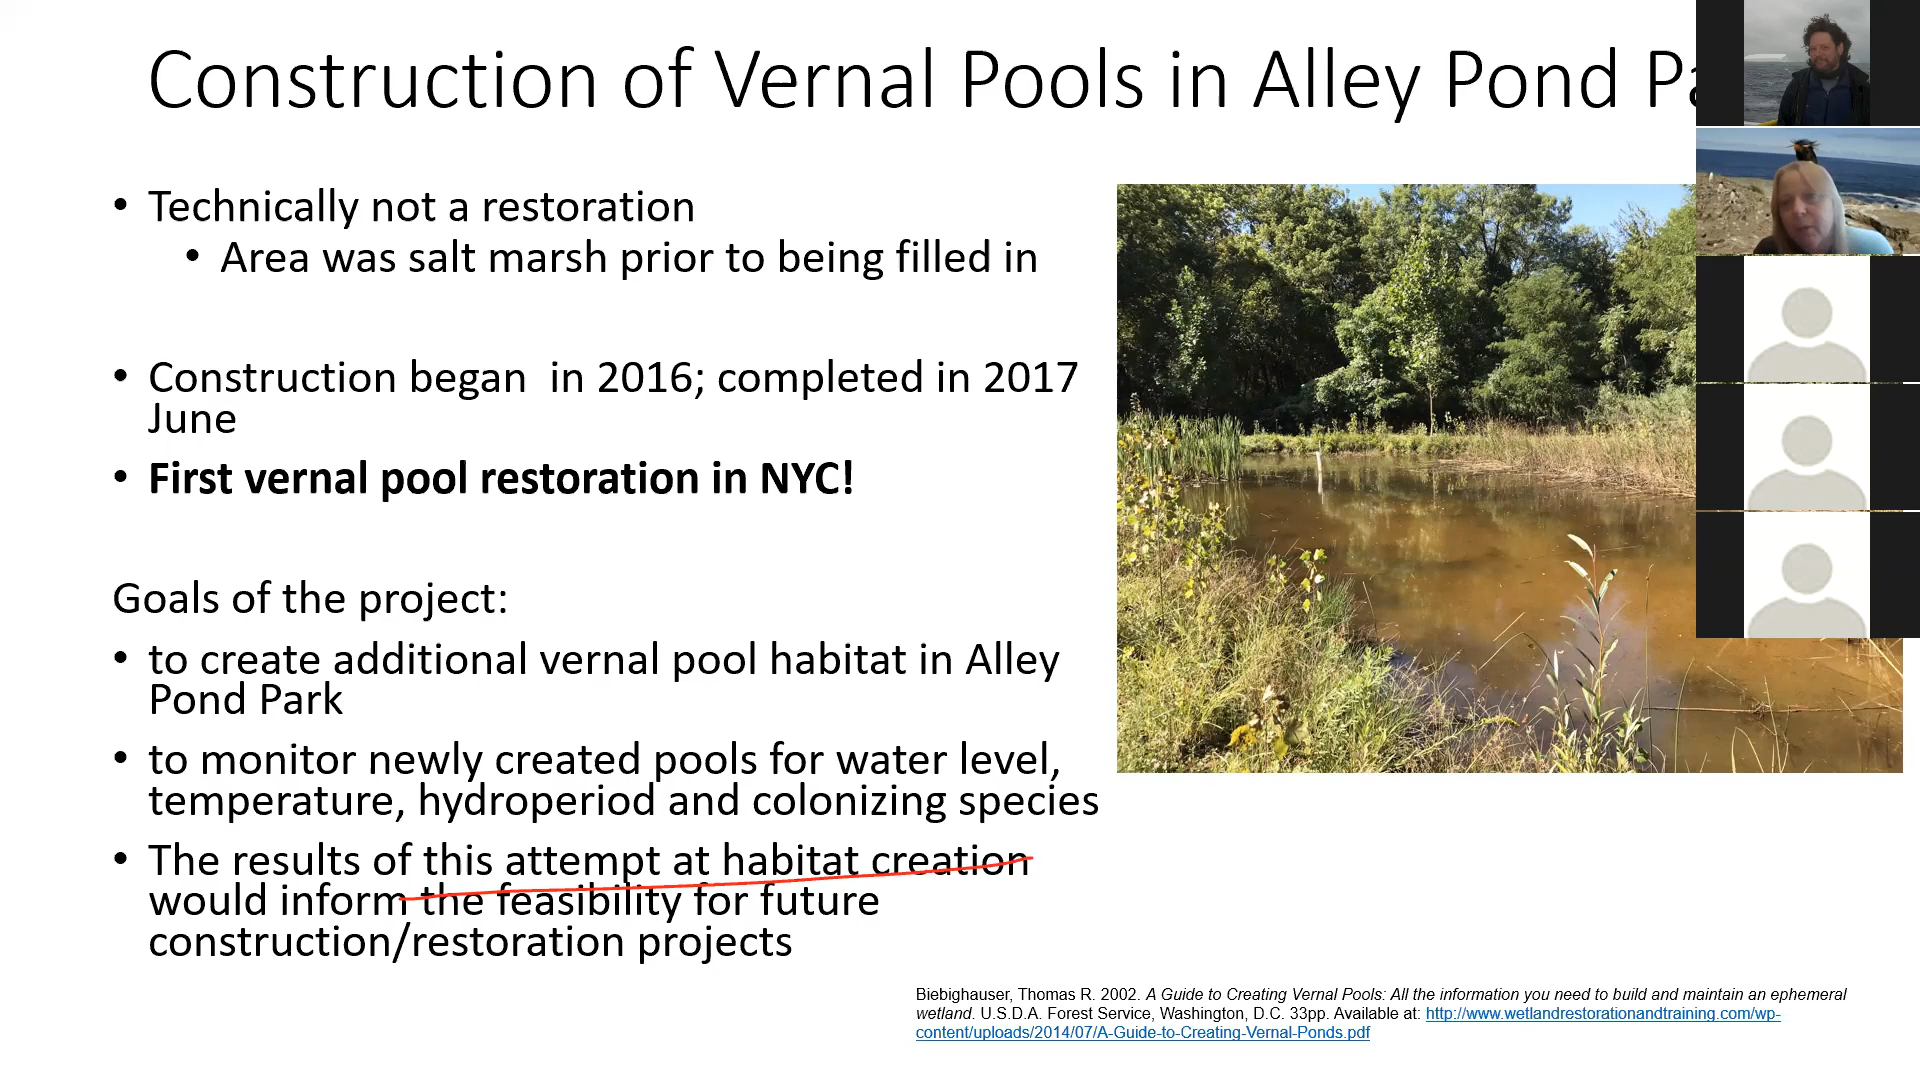 Construction of Vernal Pools in Alley Pond Pa
• Technically not a restoration
• Area was salt marsh prior to being filled in
• Construction began  in 2016; completed in 2017
June
• First vernal pool restoration in NYC!
Goals of the project:
• to create additional vernal pool habitat in Alley
Pond Park
• to monitor newly created pools for water level,
temperature, hydroperiod and colonizing species
• The results of this attempt at habitat creation
would inform the feasibility for future
construction/restoration projects
Biebighauser, Thomas R. 2002. A Guide to Creating Vernal Pools: All the information you need to build and maintain an ephemeral
wetland. U.S.D.A. Forest Service, Washington, D.C. 33pp. Available at: http://www.wetlandrestorationandtraining.com/wp-
content/uploads/2014/07/A-Guide-to-Creating-Vernal-Ponds.pdf